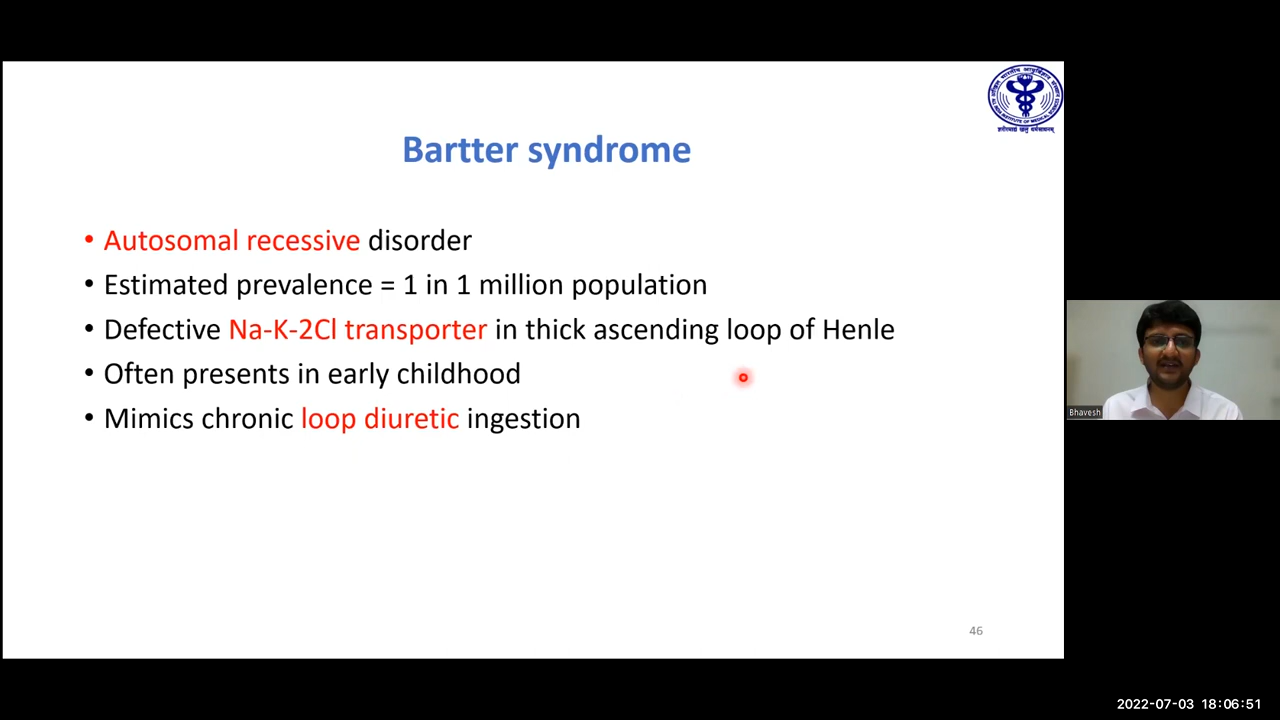 Bartter syndrome
• Autosomal recessive disorder
• Estimated prevalence = 1 in 1 million population
• Defective Na-K-2Cl transporter in thick ascending loop of Henle
• Often presents in early childhood
• Mimics chronic loop diuretic ingestion
46
Bhavesh
2022-07-03 18:06:51